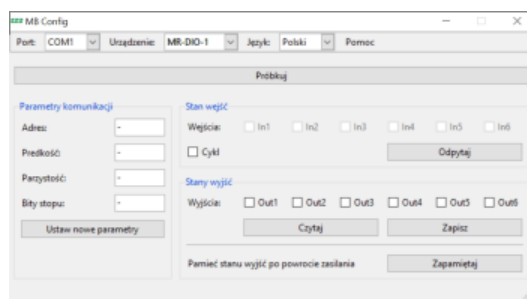 MB Config
Port: COM1 Urządzenie: MR-DIO-1 Język: Polski Pomoc
Próbkuj
Parametry komunikacji
Adres: -
Predkość: -
Parzystość: -
Bity stopu: -
Ustaw nowe parametry
Stan wejść
Wejścia: In1 In2 In3 In4 In5 In6
Cykl Odpytaj
Stany wyjść
Wyjścia: Out1 Out2 Out3 Out4 Out5 Out6
Czytaj Zapisz
Pamieć stanu wyjść po powrocie zasilania Zapamiętaj